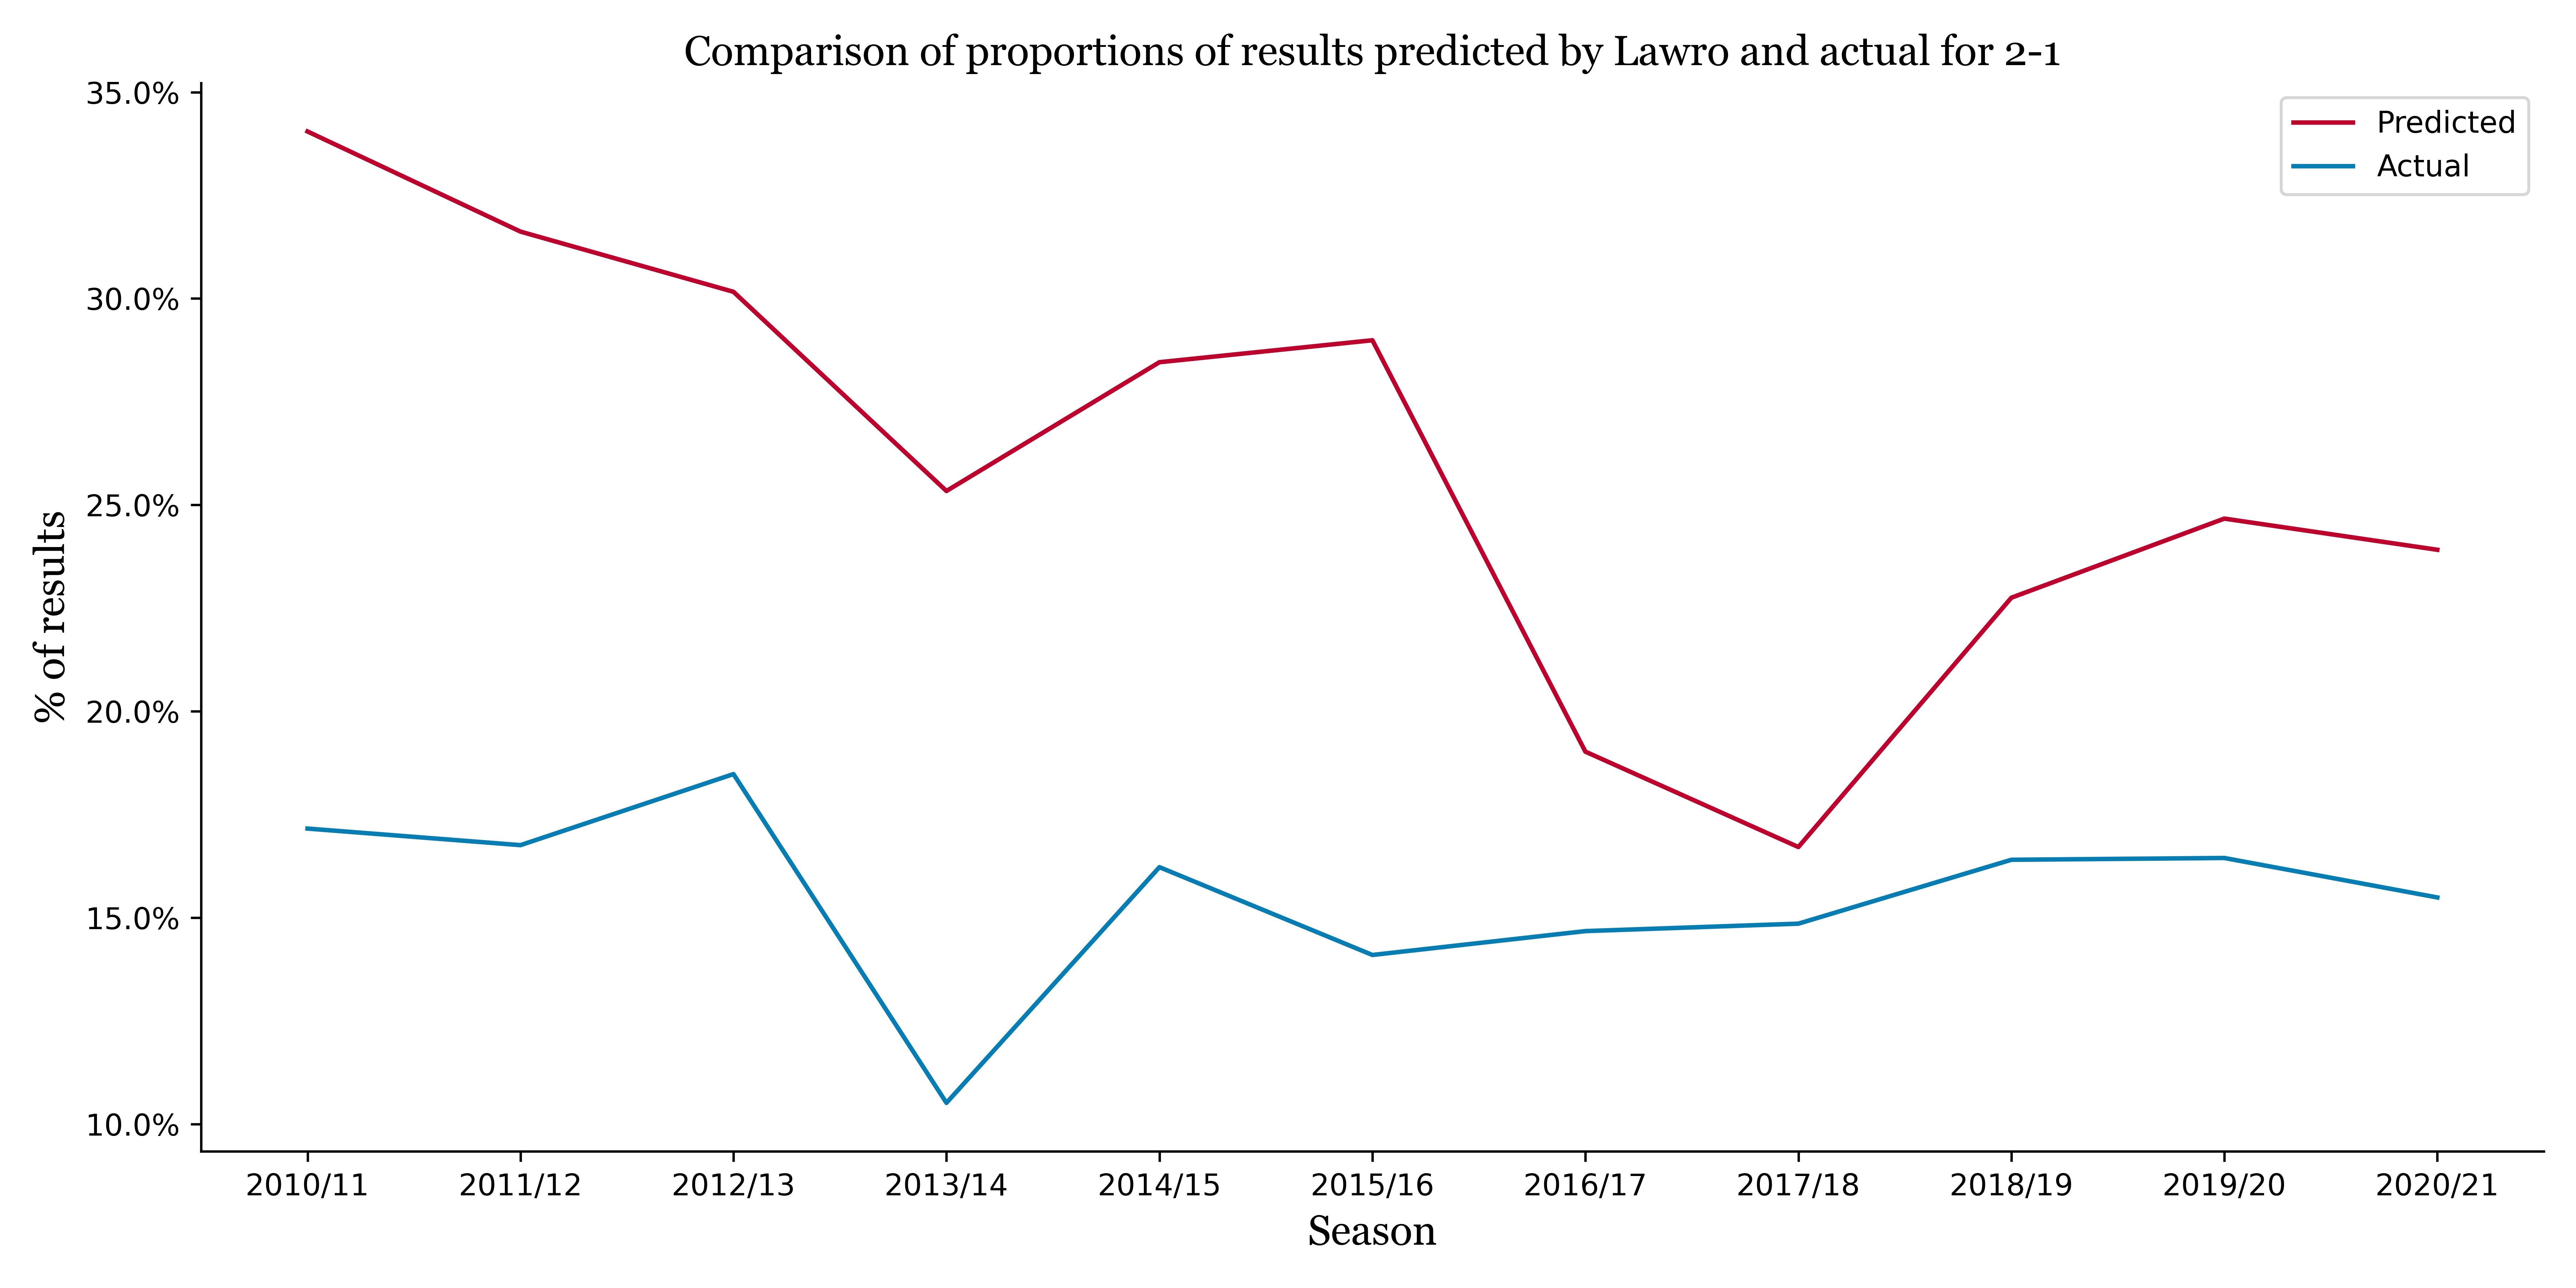 Comparison of proportions of results predicted by Lawro and actual for 2-1
35.0%
30.0%
25.0%
20.0%
15.0%
10.0%
% of results
Predicted
Actual
2010/11 2011/12 2012/13 2013/14 2014/15 2015/16 2016/17 2017/18 2018/19 2019/20 2020/21
Season